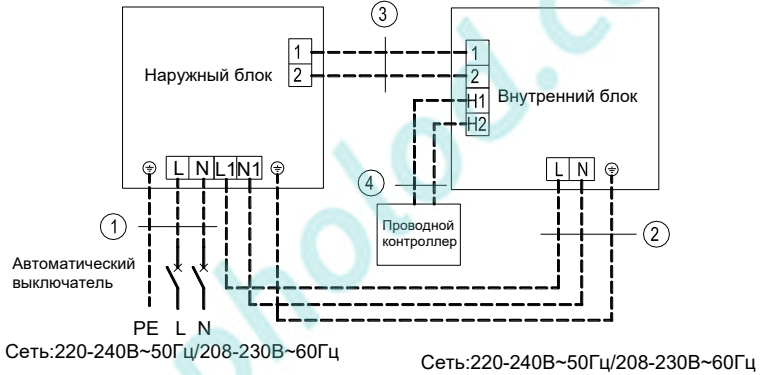 3
Наружный блок
1
2
1
2
H1
H2
Внутренний блок
L N L1 N1
L N
4
1
Проводной
контроллер
2
Автоматический
выключатель
PE L N
Сеть:220-240В~50Гц/208-230В~60Гц
Сеть:220-240В~50Гц/208-230В~60Гц